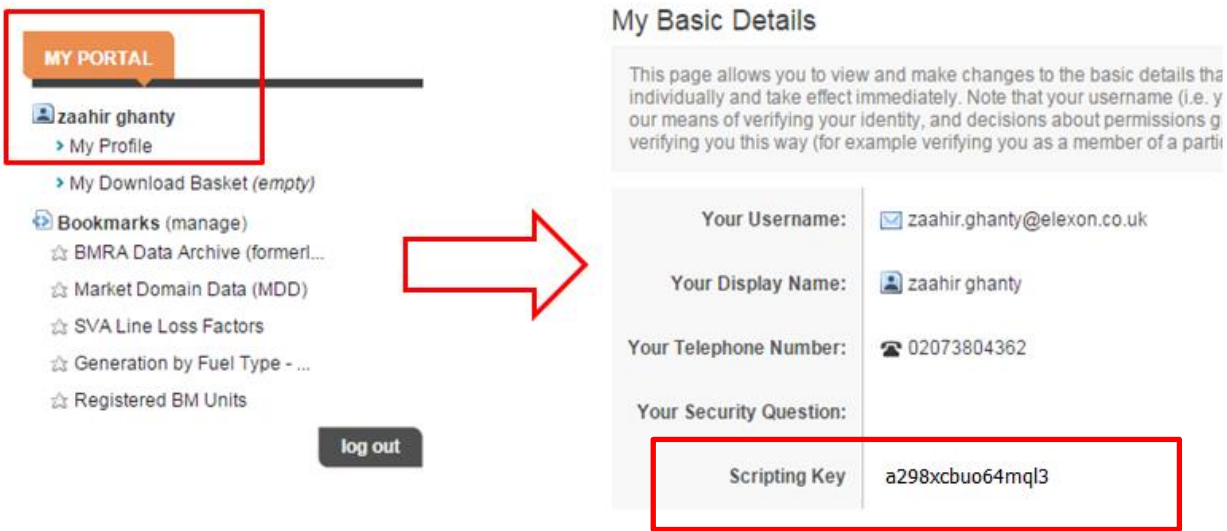 MY PORTAL
zaahir ghanty
My Profile
My Download Basket (empty)
Bookmarks (manage)
BMRA Data Archive (formerl...
Market Domain Data (MDD)
SVA Line Loss Factors
Generation by Fuel Type - ...
Registered BM Units
log out
My Basic Details
This page allows you to view and make changes to the basic details tha
individually and take effect immediately. Note that your username (i.e. y
our means of verifying your identity, and decisions about permissions g
verifying you this way (for example verifying you as a member of a parti
Your Username: zaahir.ghanty@elexon.co.uk
Your Display Name: zaahir ghanty
Your Telephone Number: 02073804362
Your Security Question:
Scripting Key a298xcbuo64mql3